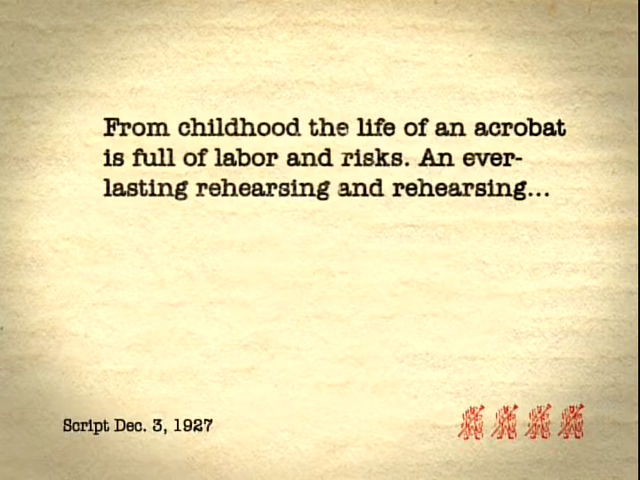 From childhood the life of an acrobat
is full of labor and risks. An ever-
lasting rehearsing and rehearsing...
Script Dec. 3, 1927